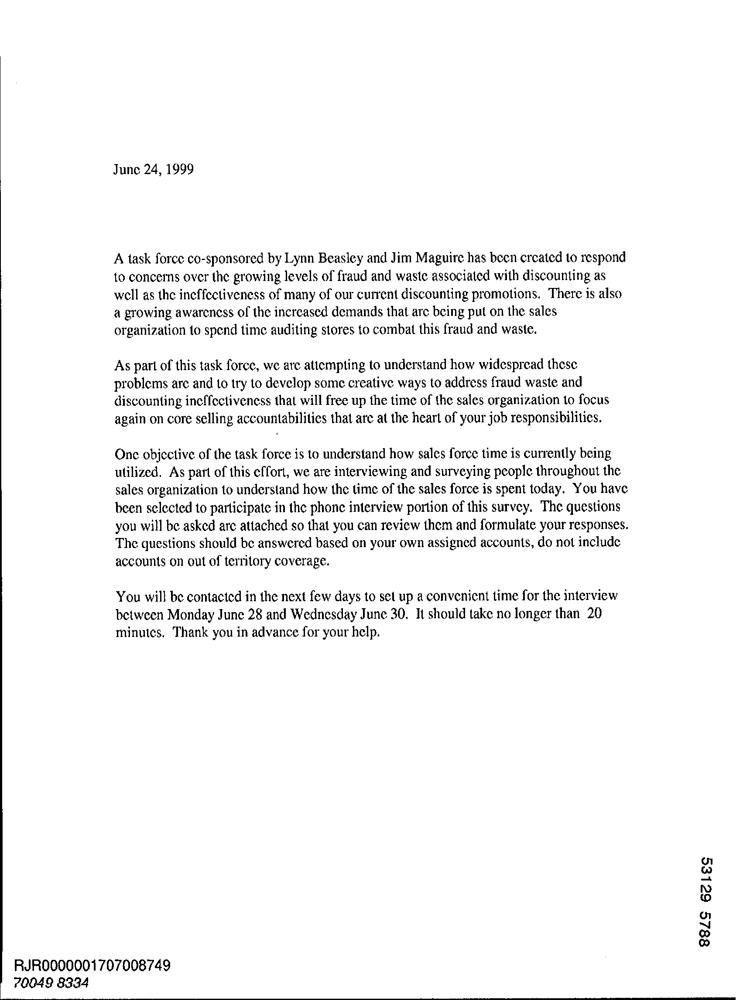 June 24, 1999
A task force co-sponsored by Lynn Beasley and Jim Maguire has been created to respond
to concerns over the growing levels of fraud and waste associated with discounting as
well as the ineffectiveness of many of our current discounting promotions.  There is also
a growing awareness of the increased demands that are being put on the sales
organization to spend time auditing stores to combat this fraud and waste.
As part of this task force, we are attempting to understand how widespread these
problems are and to try to develop some creative ways to address fraud waste and
discounting ineffectiveness that will free up the time of the sales organization to focus
again on core selling accountabilities that are at the heart of your job responsibilities.
One objective of the task force is to understand how sales force time is currently being
utilized.  As part of this effort, we are interviewing and surveying people throughout the
sales organization to understand how the time of the sales force is spent today.  You have
been selected to participate in the phone interview portion of this survey.  The questions
you will be asked are attached so that you can review them and formulate your responses.
The questions should be answered based on your own assigned accounts, do not include
accounts on out of territory coverage.
You will be contacted in the next few days to set up a convenient time for the interview
between Monday June 28 and Wednesday June 30.  It should take no longer than  20
minutes.  Thank you in advance for your help.
53129 5788
RJR0000001707008749
70049 8334